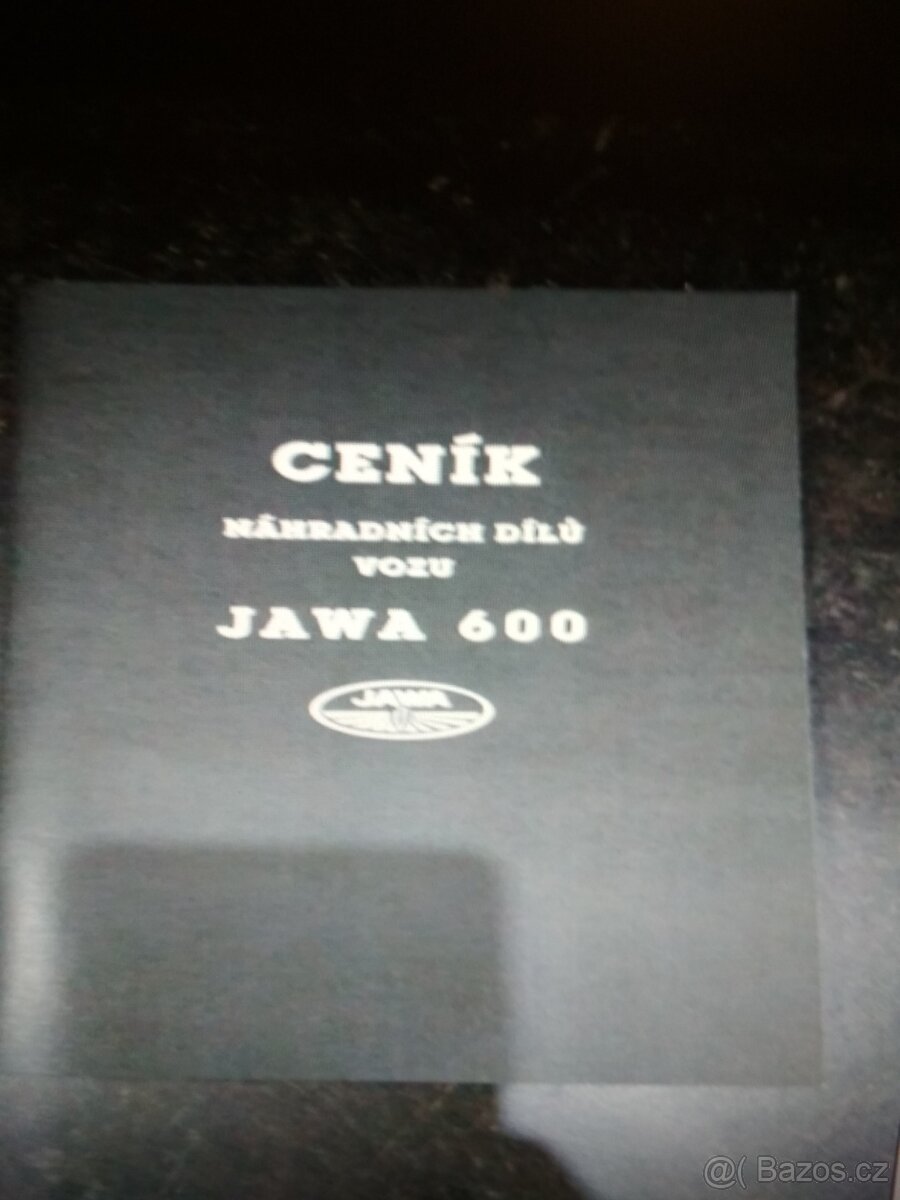 CENÍK
NÁHRADNÍCH DÍLŮ
VOZU
JAWA 600
JAWA
@( Bazos.cz